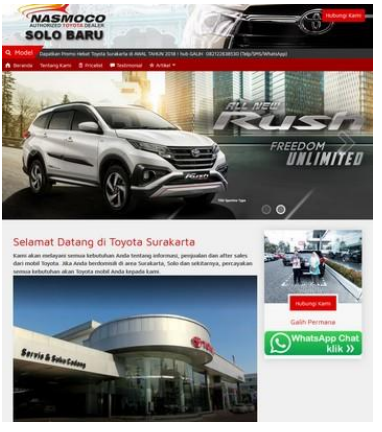 NASMOCO
AUTHORIZED TOYOTA DEALER
SOLO BARU
Hubungi Kami
Model
Dapatkan Promo Hebat Toyota Surakarta di AWAL TAHUN 2018 ! hub GALIH
Beranda Tentang Kami Pricelist Testimonial Artikel
ALL NEW
Rush
FREEDOM
UNLIMITED
Selamat Datang di Toyota Surakarta
Kami akan melayani semua kebutuhan Anda tentang informasi, penjualan dan after sales
dari mobil Toyota. Jika Anda berdomisili di area Surakarta, Solo dan sekitarnya, percayakan
semua kebutuhan akan Toyota mobil Anda kepada kami.
Servis & Suku Cadang
Hubungi Kami
Galih Permana
WhatsApp Chat
klik »